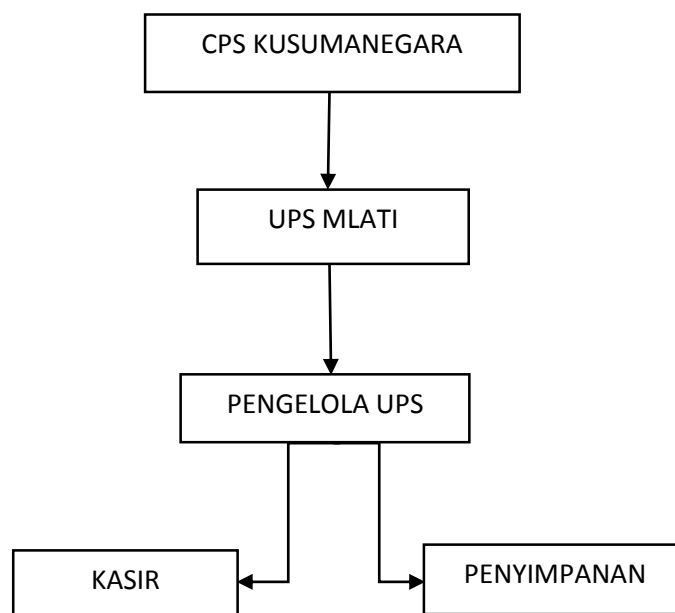 CPS KUSUMANEGARA
UPS MLATI
PENGELOLA UPS
KASIR
PENYIMPANAN